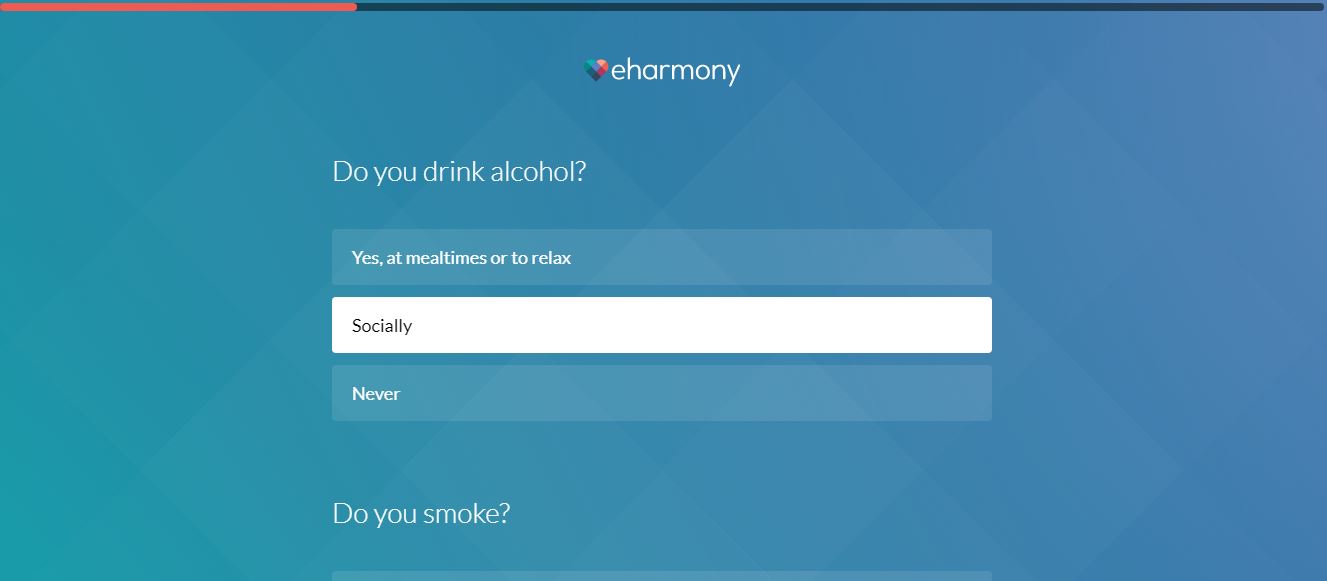 eharmony
Do you drink alcohol?
Yes, at mealtimes or to relax
Socially
Never
Do you smoke?